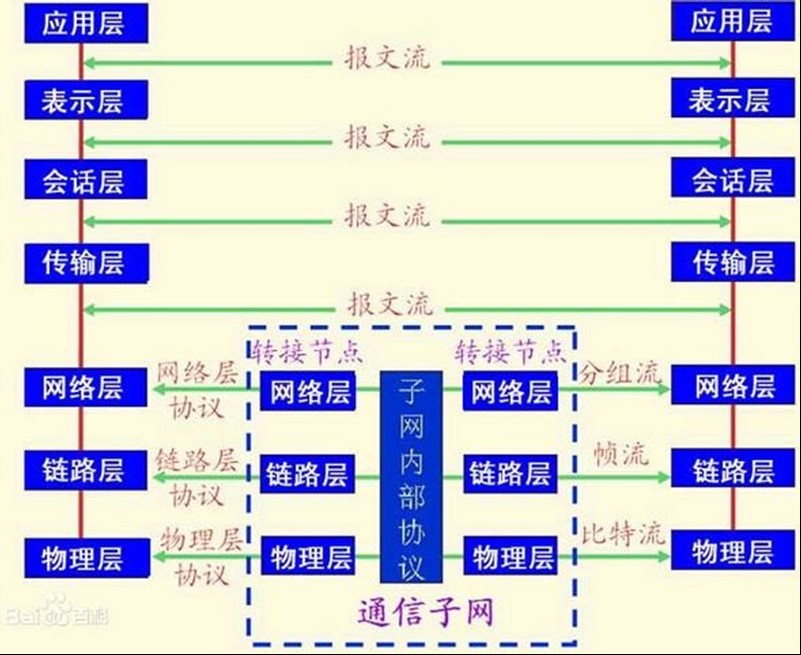 应用层
应用层
报文流
表示层
表示层
报文流
会话层
会话层
报文流
传输层
传输层
报文流
转接节点
转接节点
网络层
网络层
协议
网络层
子网内部协议
网络层
分组流
网络层
链路层
链路层
协议
链路层
链路层
帧流
链路层
物理层
物理层
协议
物理层
物理层
比特流
物理层
通信子网
Bai百科